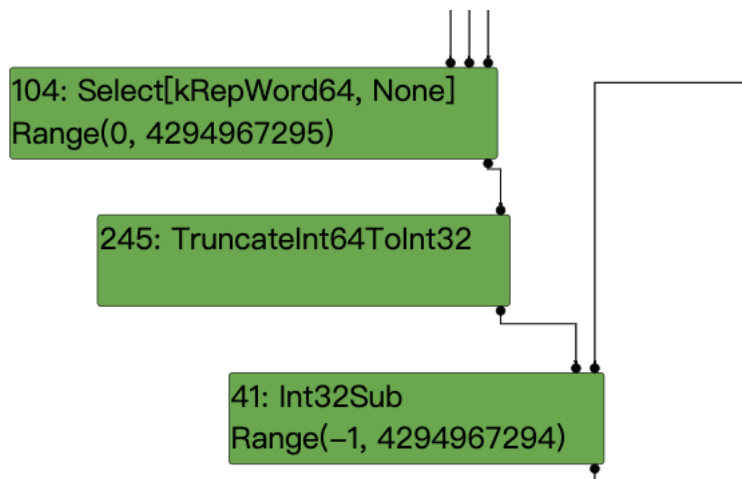 104: Select[kRepWord64, None]
Range(0, 4294967295)
245: TruncateInt64ToInt32
41: Int32Sub
Range(−1, 4294967294)